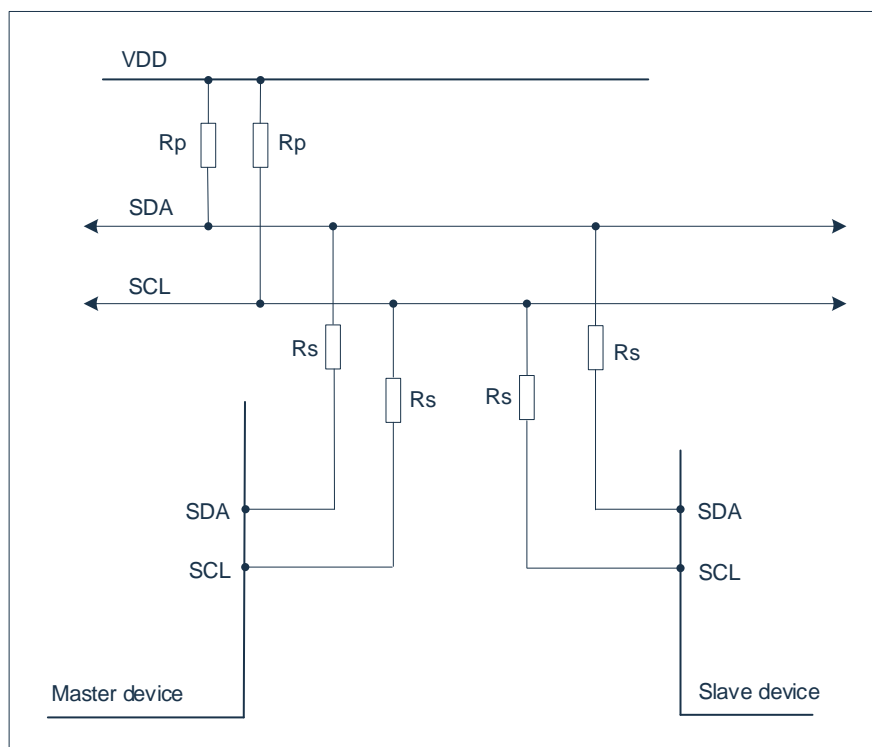 VDD
Rp
Rp
SDA
SCL
Rs
Rs
Rs
Rs
SDA
SDA
SCL
SCL
Master device
Slave device